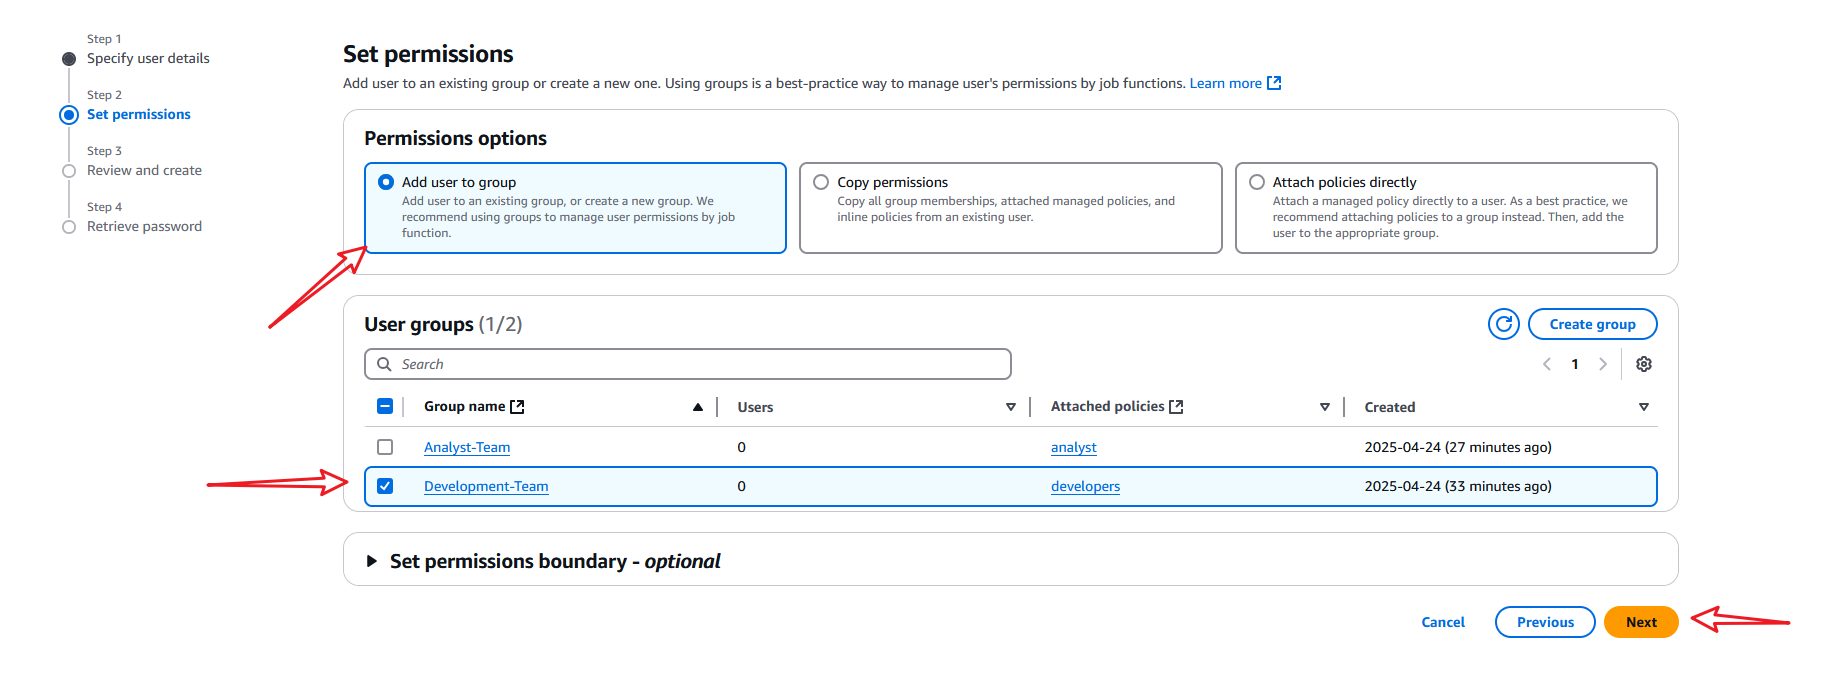 Step 1
Specify user details
Step 2
Set permissions
Step 3
Review and create
Step 4
Retrieve password
Set permissions
Add user to an existing group or create a new one. Using groups is a best-practice way to manage user's permissions by job functions. Learn more
Permissions options
Add user to group
Add user to an existing group, or create a new group. We
recommend using groups to manage user permissions by job
function.
Copy permissions
Copy all group memberships, attached managed policies, and
inline policies from an existing user.
Attach policies directly
Attach a managed policy directly to a user. As a best practice, we
recommend attaching policies to a group instead. Then, add the
user to the appropriate group.
User groups (1/2)
Create group
Search
1
Group name Users Attached policies Created
Analyst-Team 0 analyst 2025-04-24 (27 minutes ago)
Development-Team 0 developers 2025-04-24 (33 minutes ago)
Set permissions boundary - optional
Cancel Previous Next